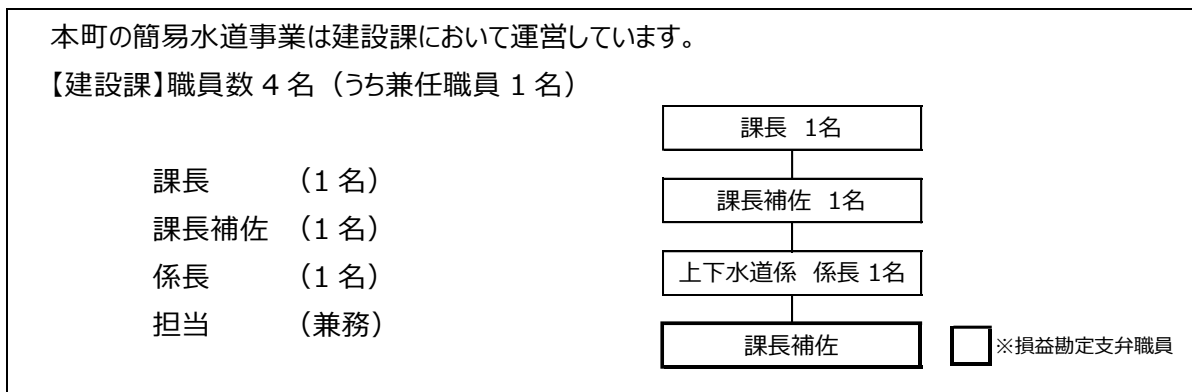 本町の簡易水道事業は建設課において運営しています。
【建設課】職員数 4 名（うち兼任職員 1 名）
課長　（1 名）
課長補佐　（1 名）
係長　（1 名）
担当　（兼務）
課長　1名
課長補佐　1名
上下水道係　係長 1名
課長補佐
※損益勘定支弁職員